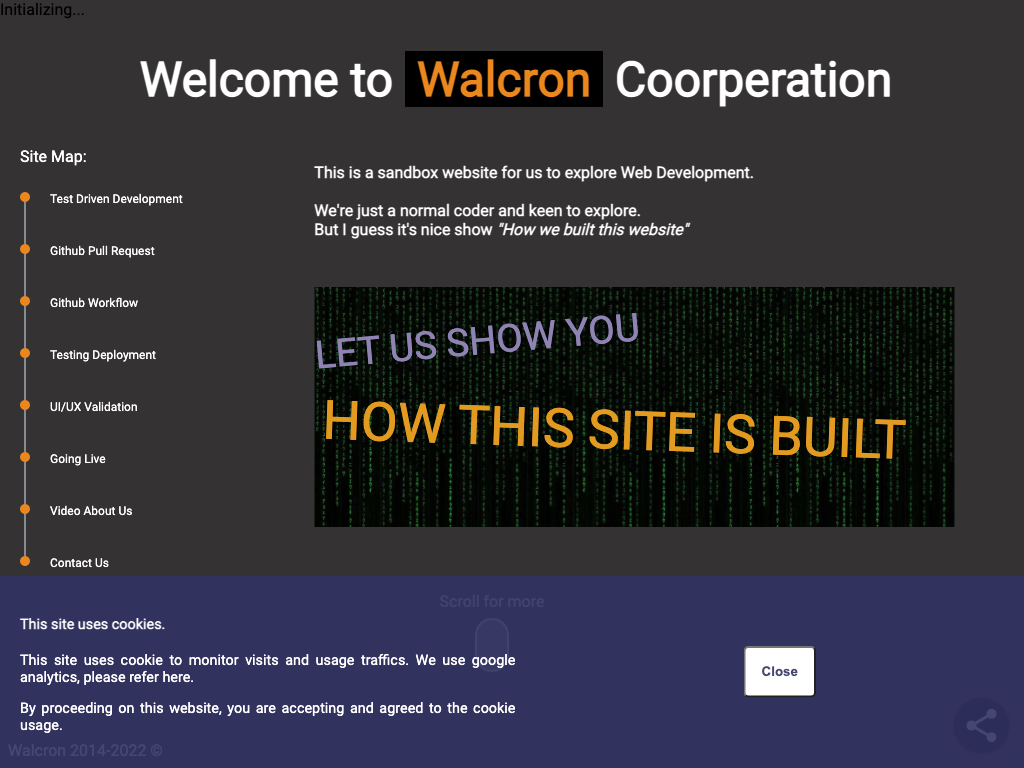 Initializing...
Welcome to Walcron Coorperation
Site Map:
Test Driven Development
Github Pull Request
Github Workflow
Testing Deployment
UI/UX Validation
Going Live
Video About Us
Contact Us
This is a sandbox website for us to explore Web Development.
We're just a normal coder and keen to explore.
But I guess it's nice show "How we built this website"
LET US SHOW YOU
HOW THIS SITE IS BUILT
Scroll for more
This site uses cookies.
This site uses cookie to monitor visits and usage traffics. We use google
analytics, please refer here.
By proceeding on this website, you are accepting and agreed to the cookie
usage.
Close
Walcron 2014-2022 ©